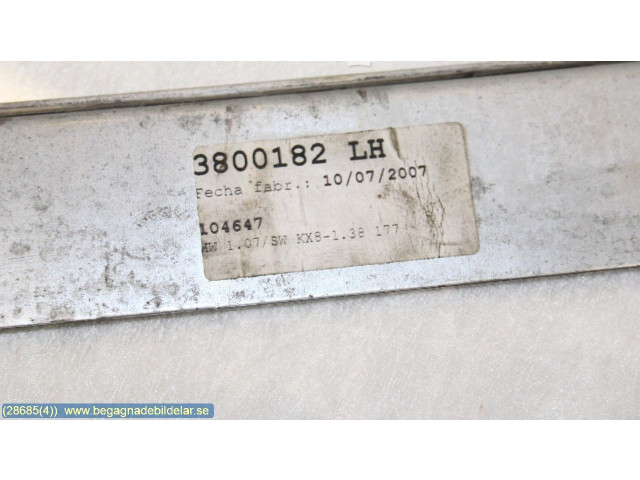 3800182 LH
Fecha fabr.: 10/07/2007
104647
HW 1.07/SW KX8-1.38 177
(28685(4)) www.begagnadebildelar.se